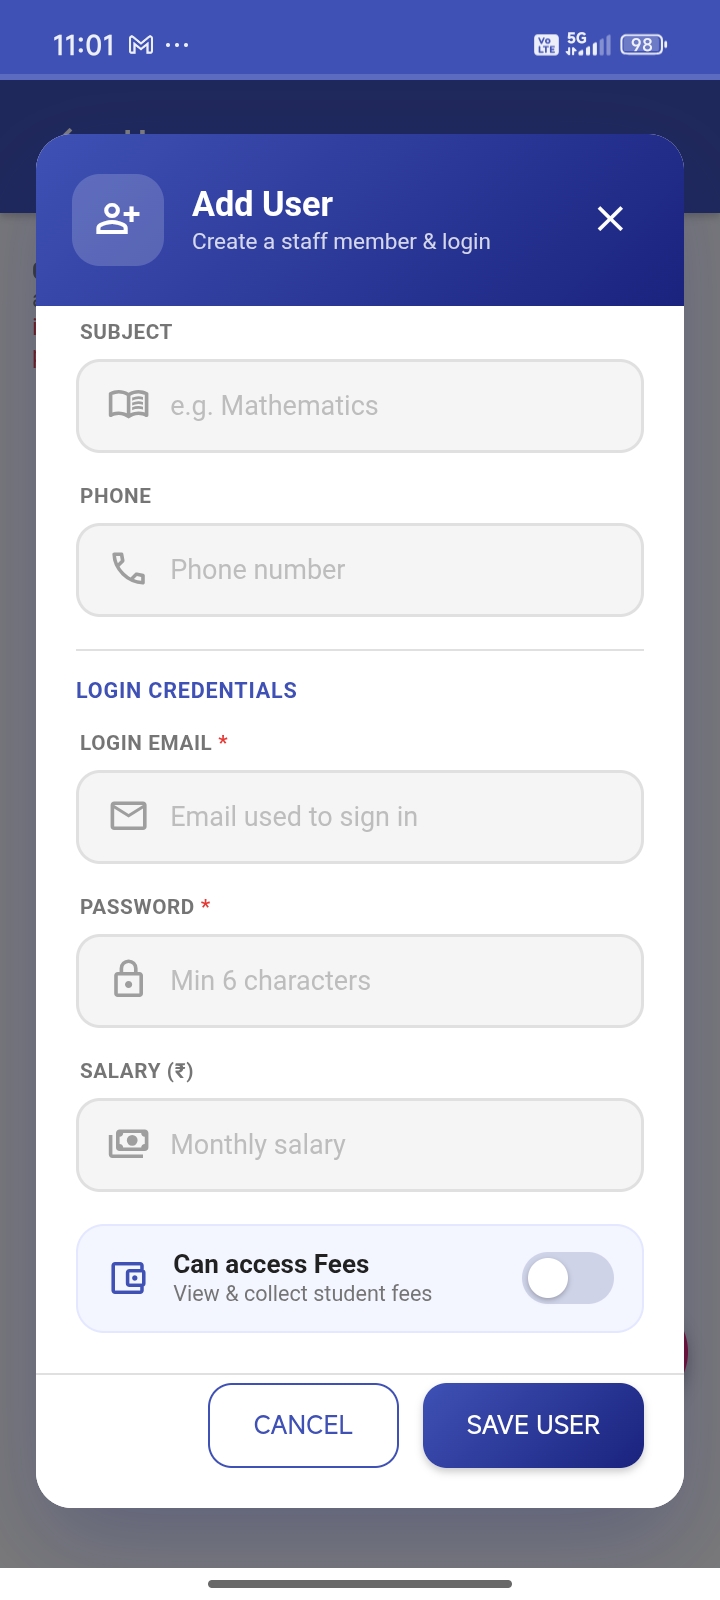 11:01
Vo
LTE
5G
98
Add User
Create a staff member & login
SUBJECT
e.g. Mathematics
PHONE
Phone number
LOGIN CREDENTIALS
LOGIN EMAIL *
Email used to sign in
PASSWORD *
Min 6 characters
SALARY (₹)
Monthly salary
Can access Fees
View & collect student fees
CANCEL
SAVE USER